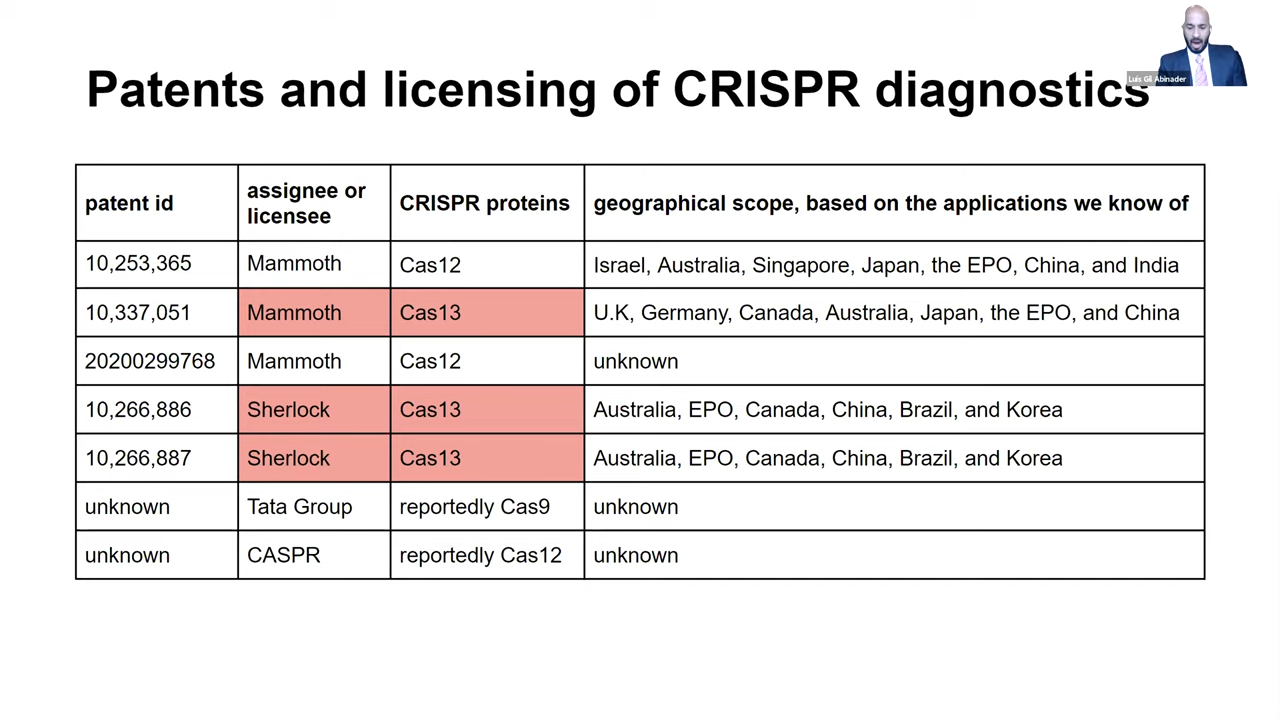 Luis Gil Abinader
Patents and licensing of CRISPR diagnostics
patent id
assignee or
licensee
CRISPR proteins
geographical scope, based on the applications we know of
10,253,365
Mammoth
Cas12
Israel, Australia, Singapore, Japan, the EPO, China, and India
10,337,051
Mammoth
Cas13
U.K, Germany, Canada, Australia, Japan, the EPO, and China
20200299768
Mammoth
Cas12
unknown
10,266,886
Sherlock
Cas13
Australia, EPO, Canada, China, Brazil, and Korea
10,266,887
Sherlock
Cas13
Australia, EPO, Canada, China, Brazil, and Korea
unknown
Tata Group
reportedly Cas9
unknown
unknown
CASPR
reportedly Cas12
unknown